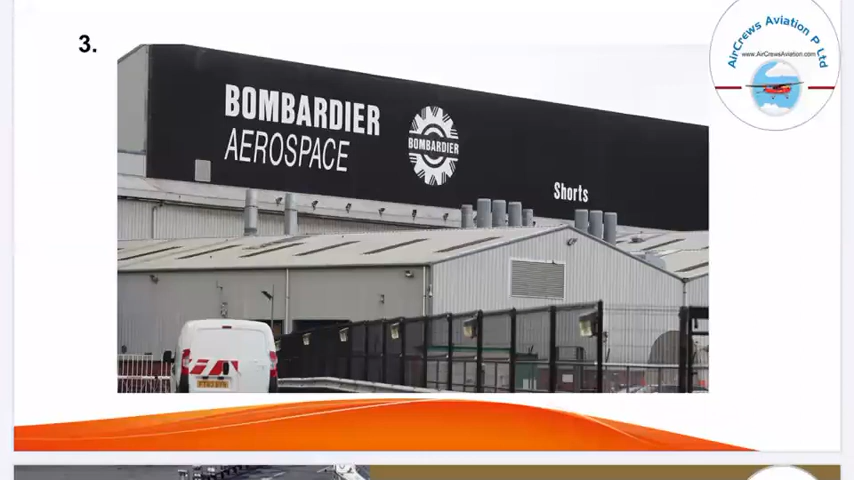 3.
BOMBARDIER
AEROSPACE
BOMBARDIER
Shorts
AirCrews Aviation P Ltd
www.AirCrewsAviation.com